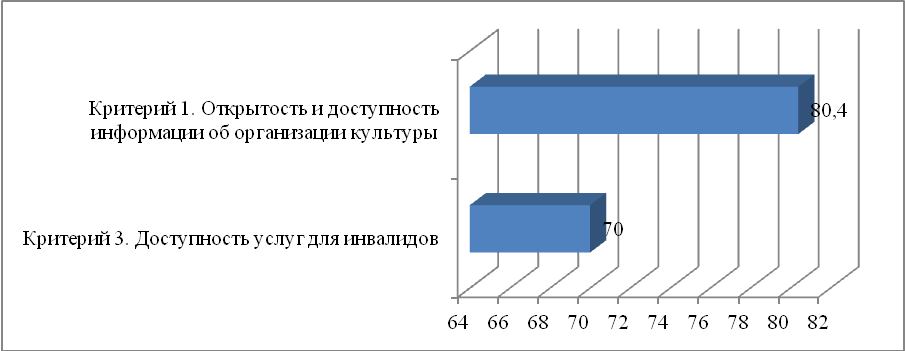 Критерий 1. Открытость и доступность
информации об организации культуры
80,4
Критерий 3. Доступность услуг для инвалидов
70
64 66 68 70 72 74 76 78 80 82